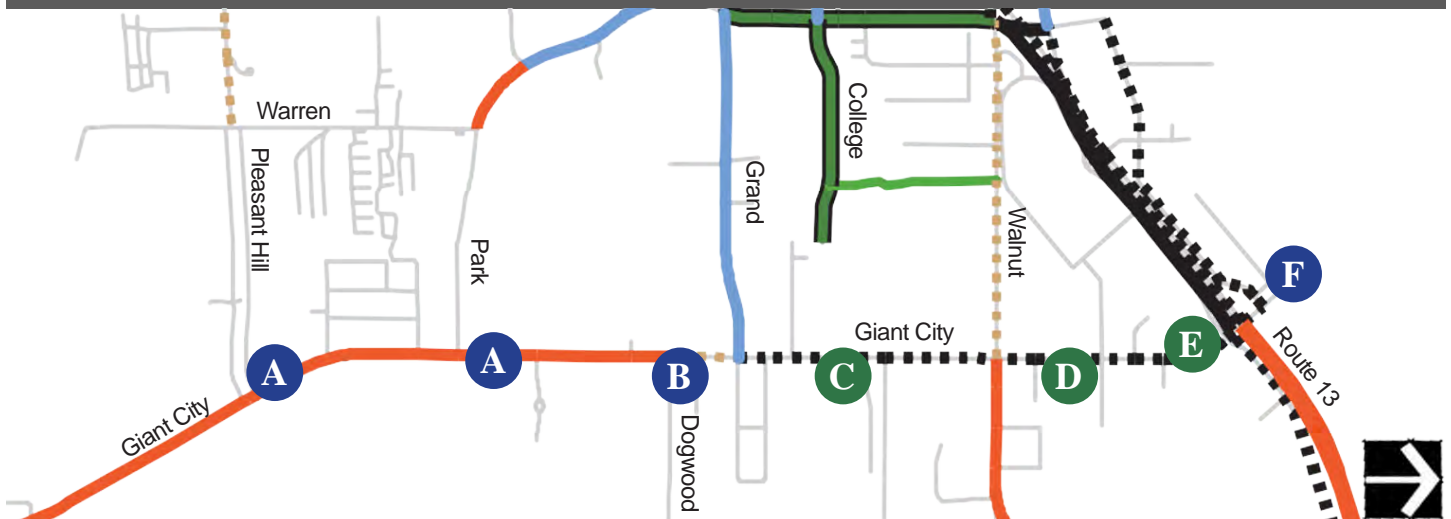 Warren
College
Pleasant Hill
Grand
Walnut
Park
F
Giant City
E
Route 13
A
A
B
C
D
Giant City
Dogwood